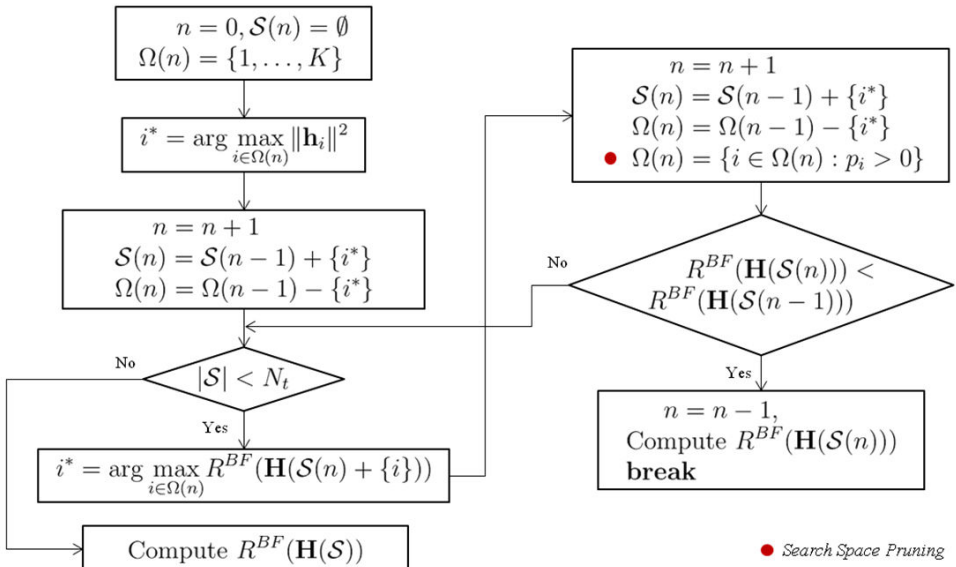 n = 0, 𝒮(n) = ∅
Ω(n) = {1, . . . , K}
i* = arg max_{i∈Ω(n)} ‖𝐡_i‖²
n = n + 1
𝒮(n) = 𝒮(n − 1) + {i*}
Ω(n) = Ω(n − 1) − {i*}
No
|𝒮| < N_t
Yes
i* = arg max_{i∈Ω(n)} R^{BF}(𝐇(𝒮(n) + {i}))
Compute R^{BF}(𝐇(𝒮))
n = n + 1
𝒮(n) = 𝒮(n − 1) + {i*}
Ω(n) = Ω(n − 1) − {i*}
● Ω(n) = {i ∈ Ω(n) : p_i > 0}
No
R^{BF}(𝐇(𝒮(n))) <
R^{BF}(𝐇(𝒮(n − 1)))
Yes
n = n − 1,
Compute R^{BF}(𝐇(𝒮(n)))
break
● Search Space Pruning